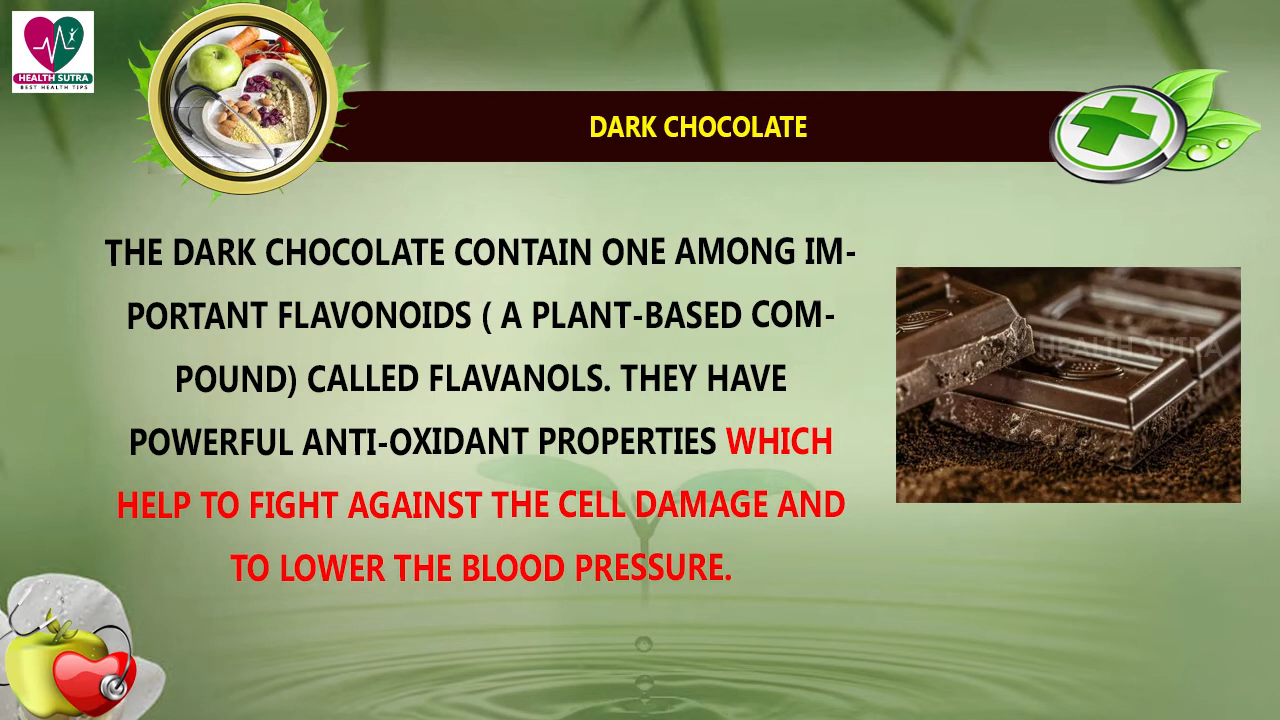 HEALTH SUTRA
BEST HEALTH TIPS
DARK CHOCOLATE
THE DARK CHOCOLATE CONTAIN ONE AMONG IM-
PORTANT FLAVONOIDS ( A PLANT-BASED COM-
POUND) CALLED FLAVANOLS. THEY HAVE
POWERFUL ANTI-OXIDANT PROPERTIES WHICH
HELP TO FIGHT AGAINST THE CELL DAMAGE AND
TO LOWER THE BLOOD PRESSURE.
HEALTH SUTRA